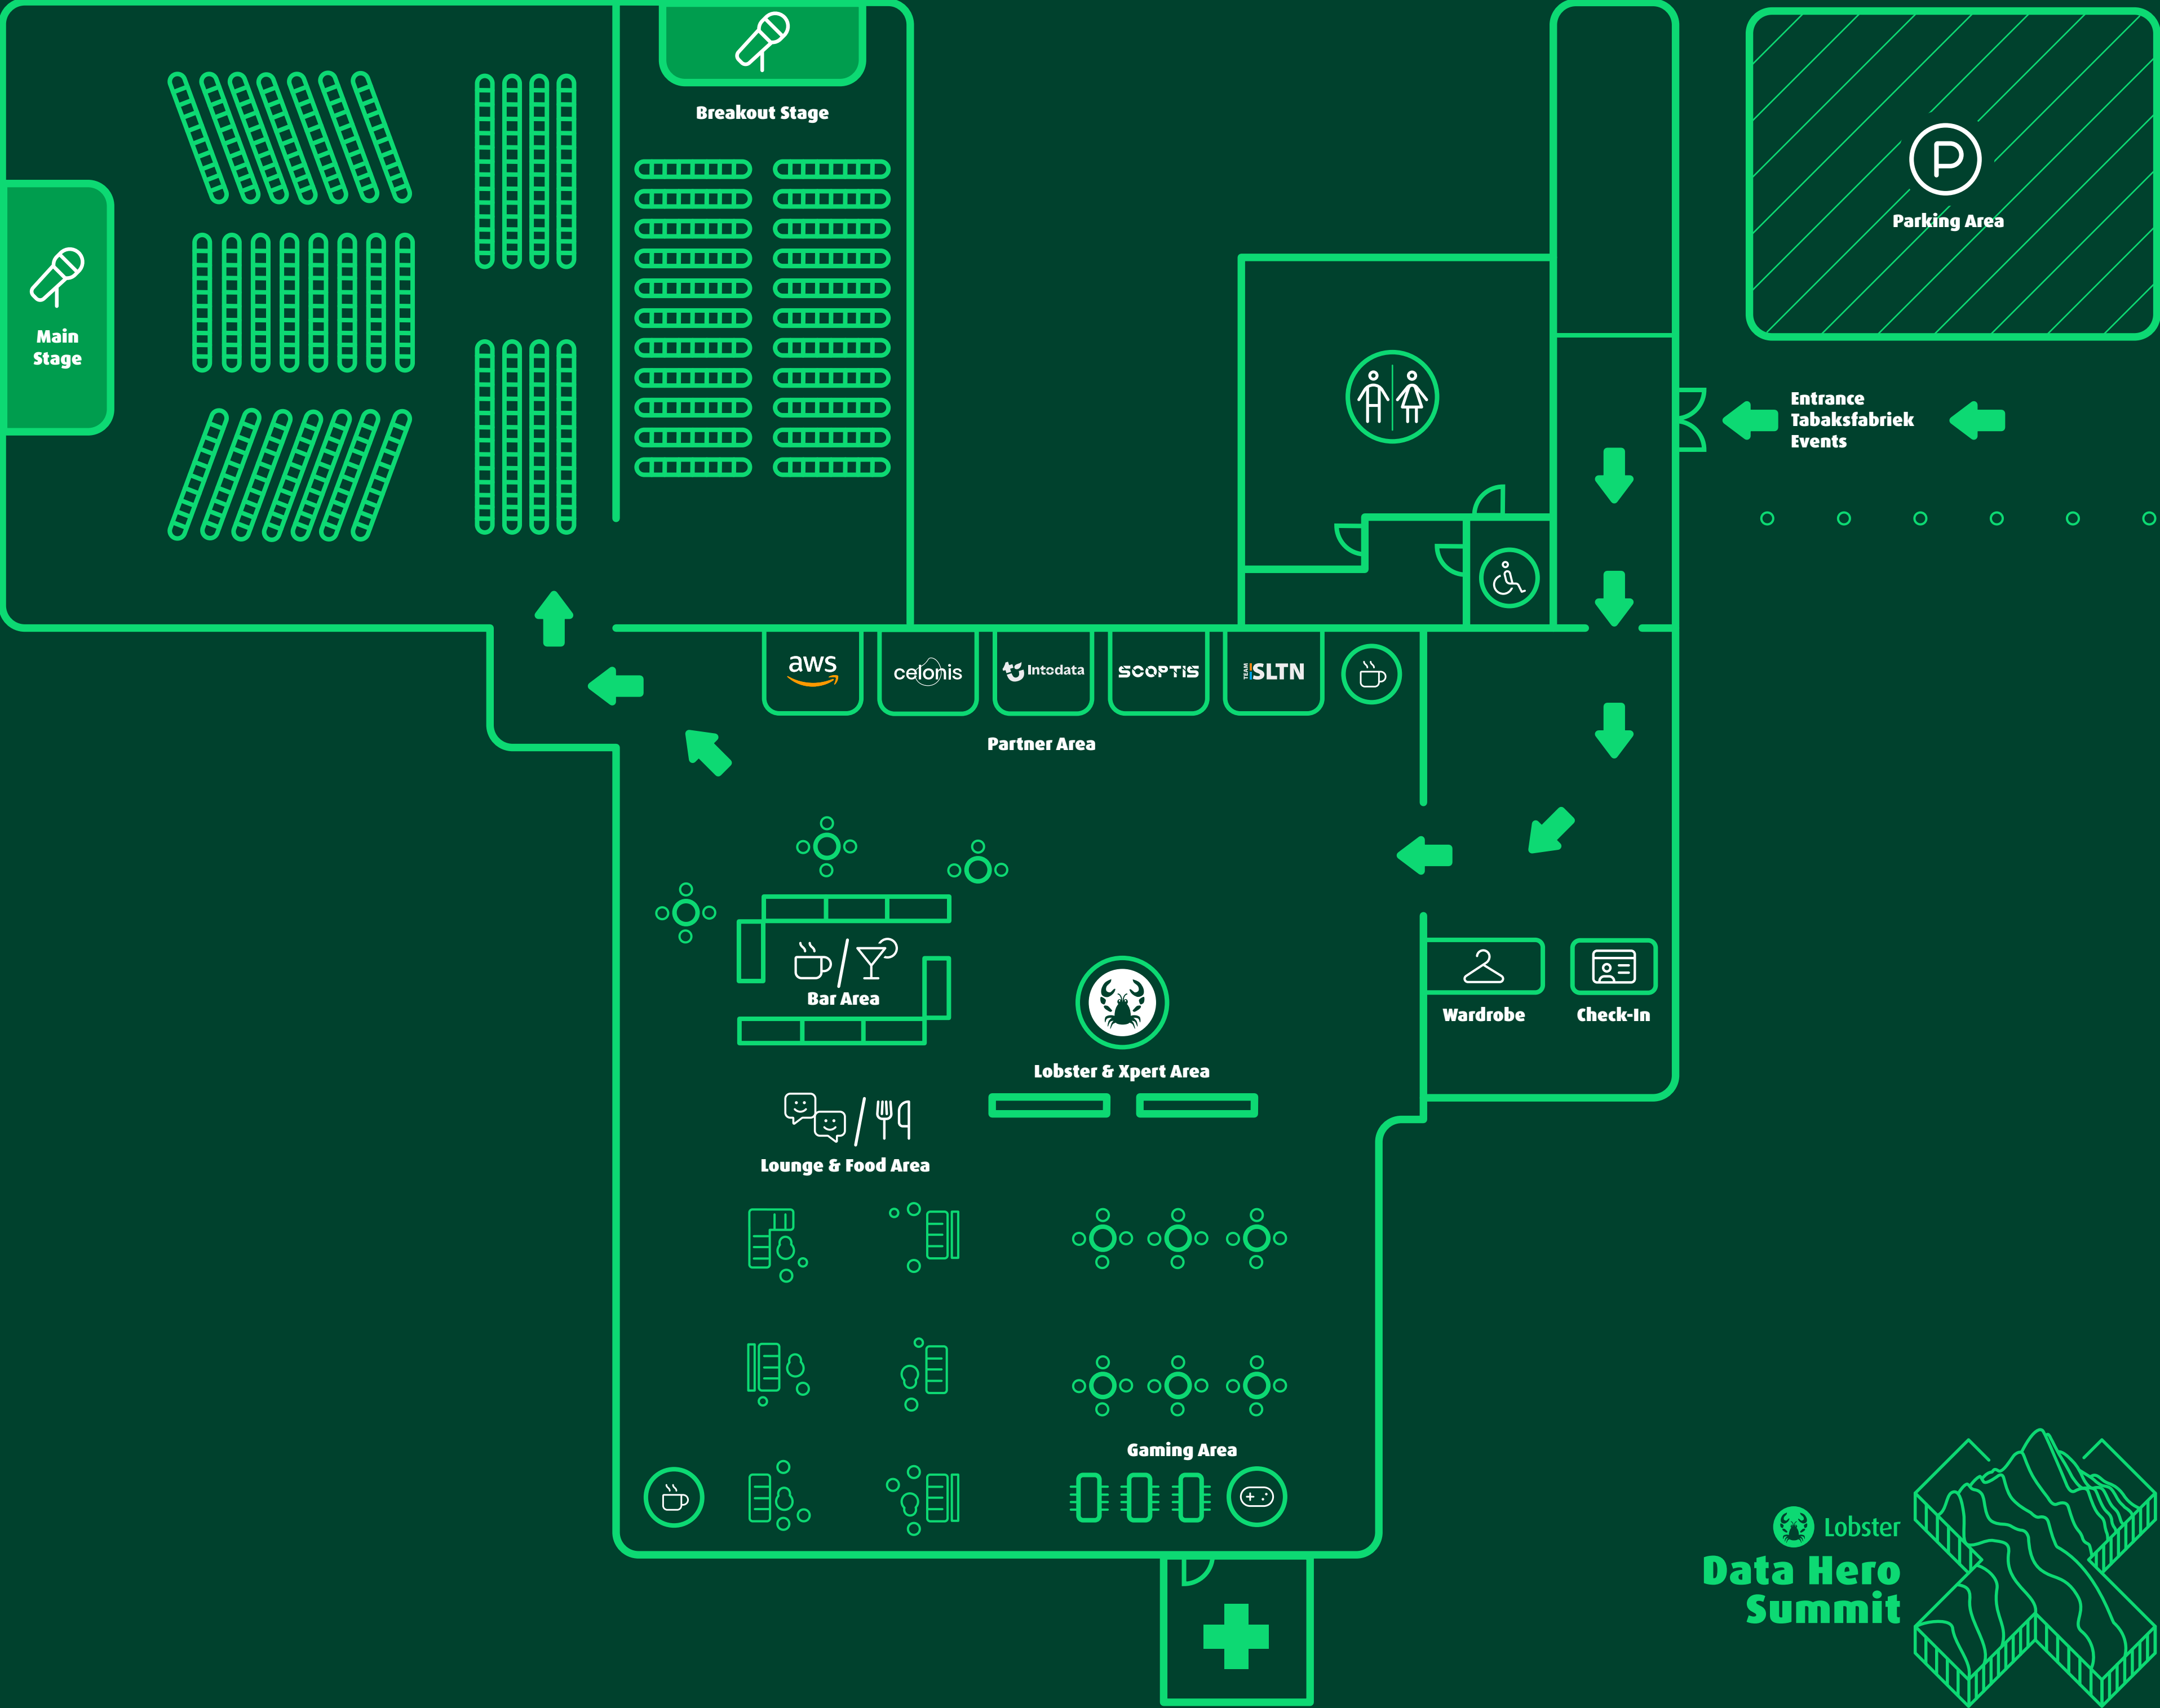 Breakout Stage
P
Parking Area
Main
Stage
Entrance
Tabaksfabriek
Events
aws
celonis
Intodata
SCOPTIS
TEAM
SLTN
Partner Area
Bar Area
Wardrobe
Check-In
Lobster & Xpert Area
Lounge & Food Area
Gaming Area
Lobster
Data Hero
Summit